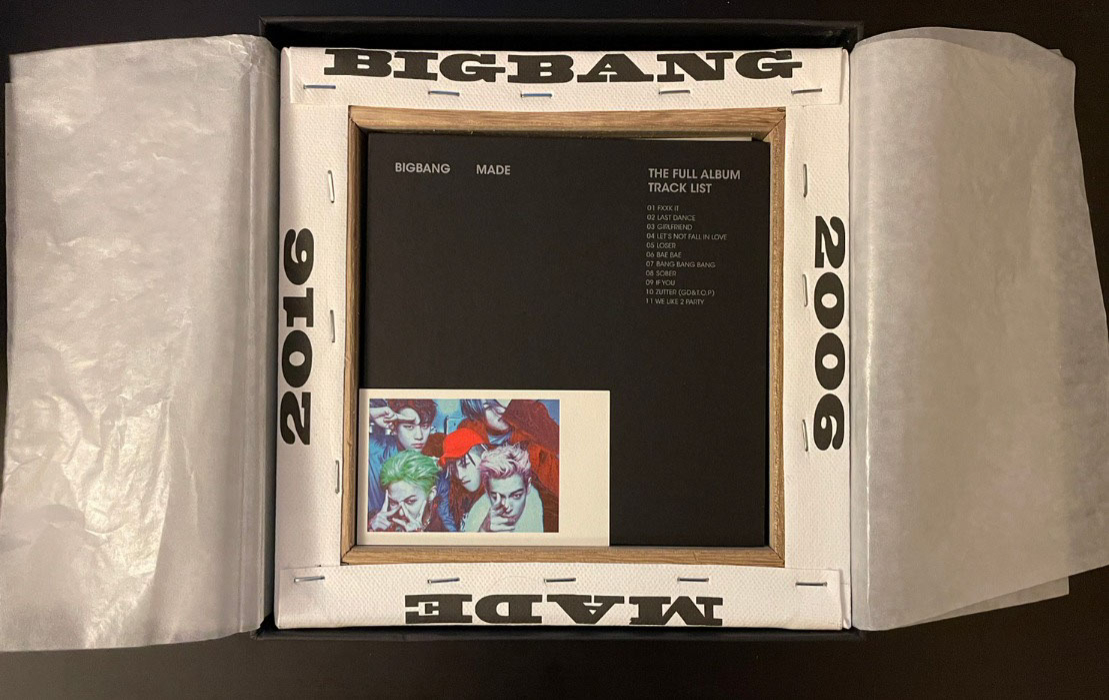 BIGBANG
BIGBANG MADE
THE FULL ALBUM
TRACK LIST
01 FXXK IT
02 LAST DANCE
03 GIRLFRIEND
04 LET'S NOT FALL IN LOVE
05 LOSER
06 BAE BAE
07 BANG BANG BANG
08 SOBER
09 IF YOU
10 ZUTTER (GD&T.O.P)
11 WE LIKE 2 PARTY
2016
2006
MADE